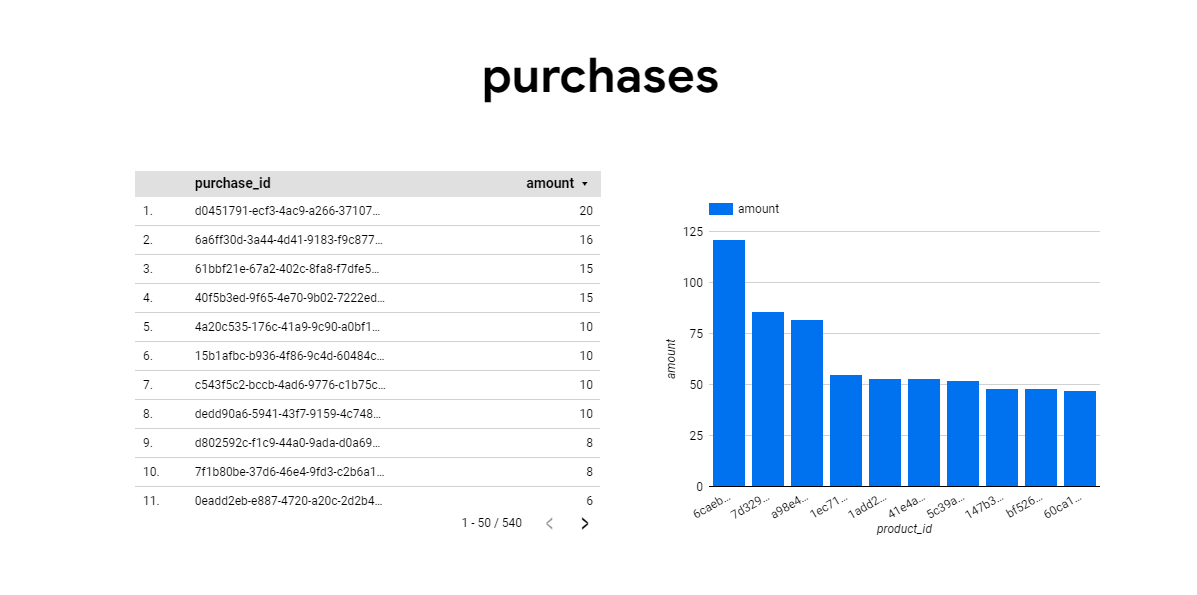 purchases
purchase_id amount
1. d0451791-ecf3-4ac9-a266-37107... 20
2. 6a6ff30d-3a44-4d41-9183-f9c877... 16
3. 61bbf21e-67a2-402c-8fa8-f7dfe5... 15
4. 40f5b3ed-9f65-4e70-9b02-7222ed... 15
5. 4a20c535-176c-41a9-9c90-a0bf1... 10
6. 15b1afbc-b936-4f86-9c4d-60484c... 10
7. c543f5c2-bccb-4ad6-9776-c1b75c... 10
8. dedd90a6-5941-43f7-9159-4c748... 10
9. d802592c-f1c9-44a0-9ada-d0a69... 8
10. 7f1b80be-37d6-46e4-9fd3-c2b6a1... 8
11. 0eadd2eb-e887-4720-a20c-2d2b4... 6
1 - 50 / 540
amount
125
100
75
50
25
0
amount
6caeb... 7d329... a98e4... 1ec71... 1add2... 41e4a... 5c39a... 147b3... bf526... 60ca1...
product_id